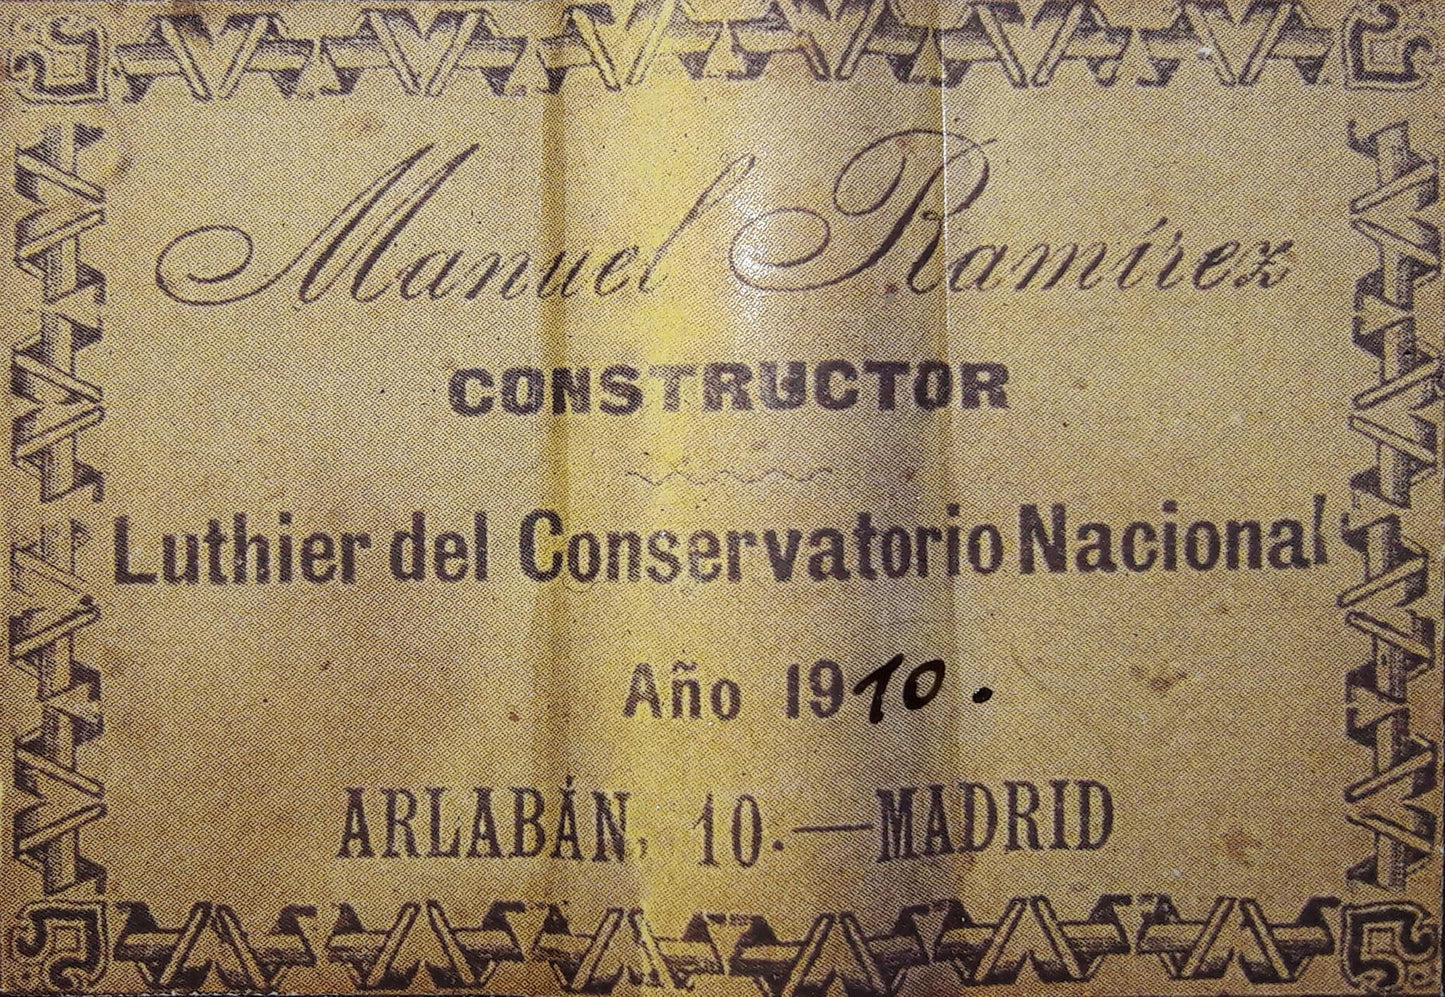 Manuel Ramírez
CONSTRUCTOR
Luthier del Conservatorio Nacional
Año 1910.
ARLABÁN, 10.—MADRID